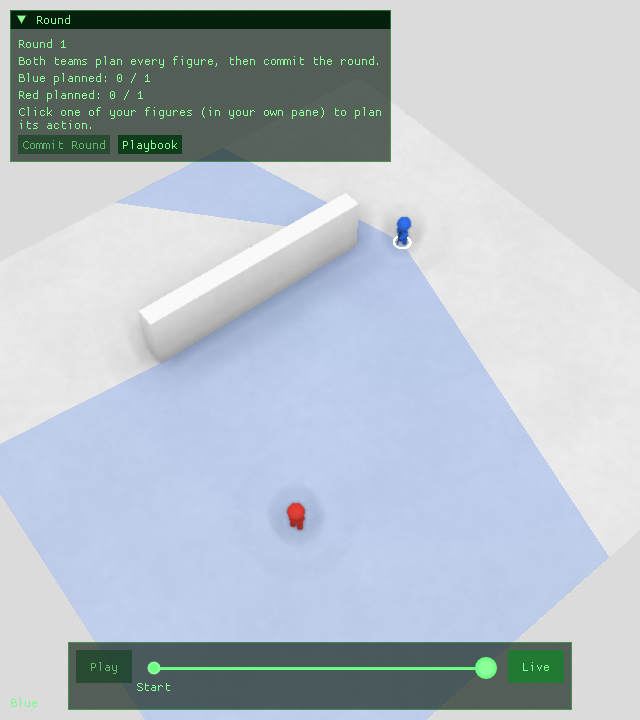 Round
Round 1
Both teams plan every figure, then commit the round.
Blue planned: 0 / 1
Red planned: 0 / 1
Click one of your figures (in your own pane) to plan
its action.
Commit Round Playbook
Play
Live
Start
Blue